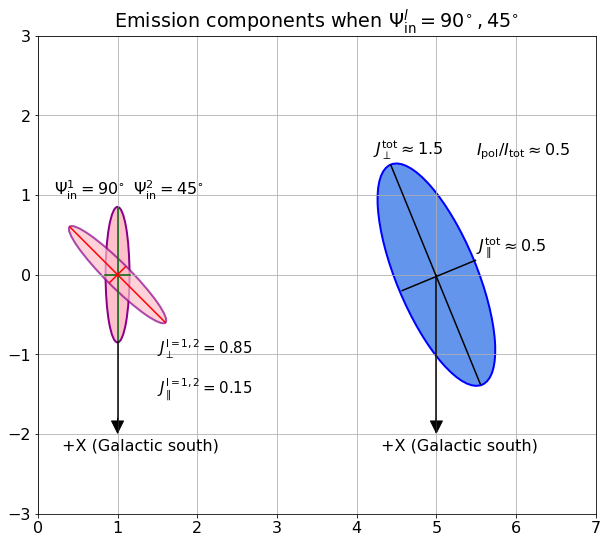 Emission components when Ψ^l_in = 90°, 45°
3
2
1
0
−1
−2
−3
J^tot_⊥ ≈ 1.5 I_pol/I_tot ≈ 0.5
Ψ^1_in = 90° Ψ^2_in = 45°
J^tot_∥ ≈ 0.5
J^l=1,2_⊥ = 0.85
J^l=1,2_∥ = 0.15
+X (Galactic south) +X (Galactic south)
0 1 2 3 4 5 6 7